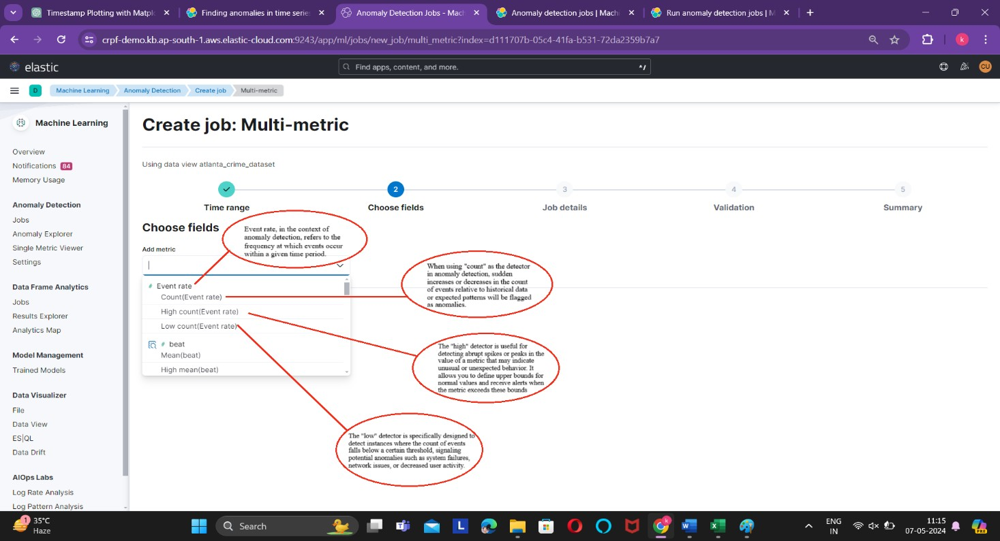 Timestamp Plotting with Matplo
Finding anomalies in time serie
Anomaly Detection Jobs - Mac
Anomaly detection jobs | Mach
Run anomaly detection jobs | M
crpf-demo.kb.ap-south-1.aws.elastic-cloud.com:9243/app/ml/jobs/new_job/multi_metric?index=d111707b-05c4-41fa-b531-72da2359b7a7
k
elastic
Find apps, content, and more.
^/
CU
D
Machine Learning
Anomaly Detection
Create job
Multi-metric
Machine Learning
Overview
Notifications 84
Memory Usage
Anomaly Detection
Jobs
Anomaly Explorer
Single Metric Viewer
Settings
Data Frame Analytics
Jobs
Results Explorer
Analytics Map
Model Management
Trained Models
Data Visualizer
File
Data View
ES|QL
Data Drift
AIOps Labs
Log Rate Analysis
Log Pattern Analysis
Create job: Multi-metric
Using data view atlanta_crime_dataset
2
3
4
5
Time range
Choose fields
Job details
Validation
Summary
Choose fields
Add metric
# Event rate
Count(Event rate)
High count(Event rate)
Low count(Event rate)
# beat
Mean(beat)
High mean(beat)
Event rate, in the context of
anomaly detection, refers to the
frequency at which events occur
within a given time period.
When using "count" as the detector
in anomaly detection, sudden
increases or decreases in the count
of events relative to historical data
or expected patterns will be flagged
as anomalies.
The "high" detector is useful for
detecting abrupt spikes or peaks in the
value of a metric that may indicate
unusual or unexpected behavior. It
allows you to define upper bounds for
normal values and receive alerts when
the metric exceeds these bounds
The "low" detector is specifically designed to
detect instances where the count of events
falls below a certain threshold, signaling
potential anomalies such as system failures,
network issues, or decreased user activity.
1
35°C
Haze
Search
L
k
W
X
PRE
ENG
IN
11:15
07-05-2024